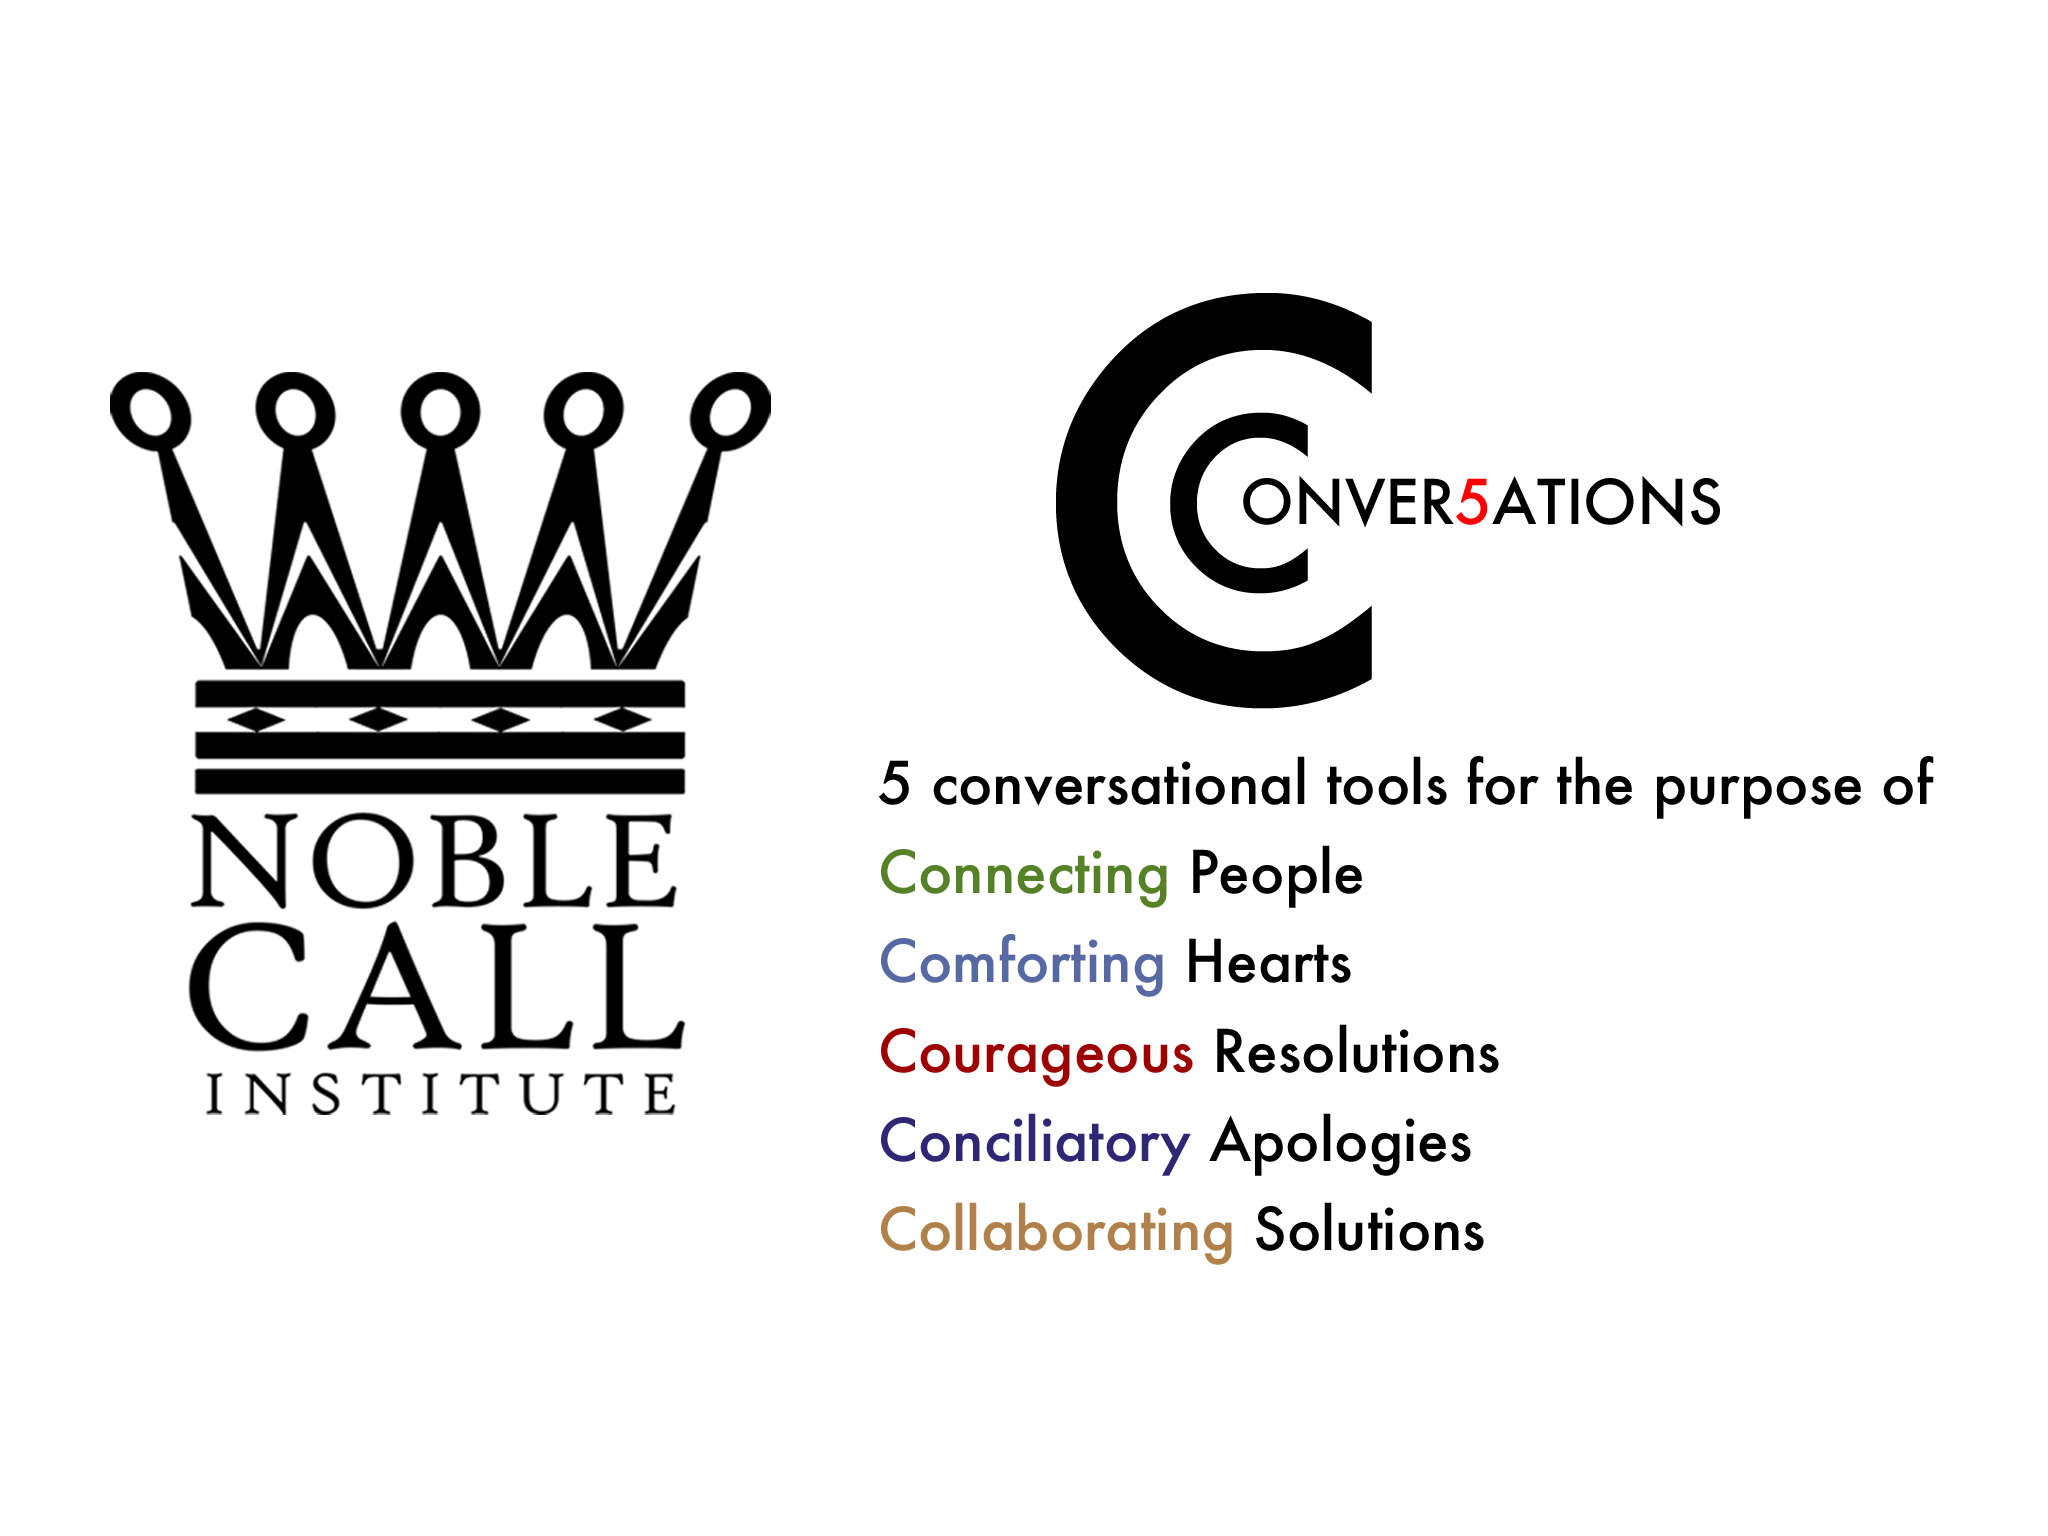 NOBLE
CALL
INSTITUTE
CCONVER5ATIONS
5 conversational tools for the purpose of
Connecting People
Comforting Hearts
Courageous Resolutions
Conciliatory Apologies
Collaborating Solutions